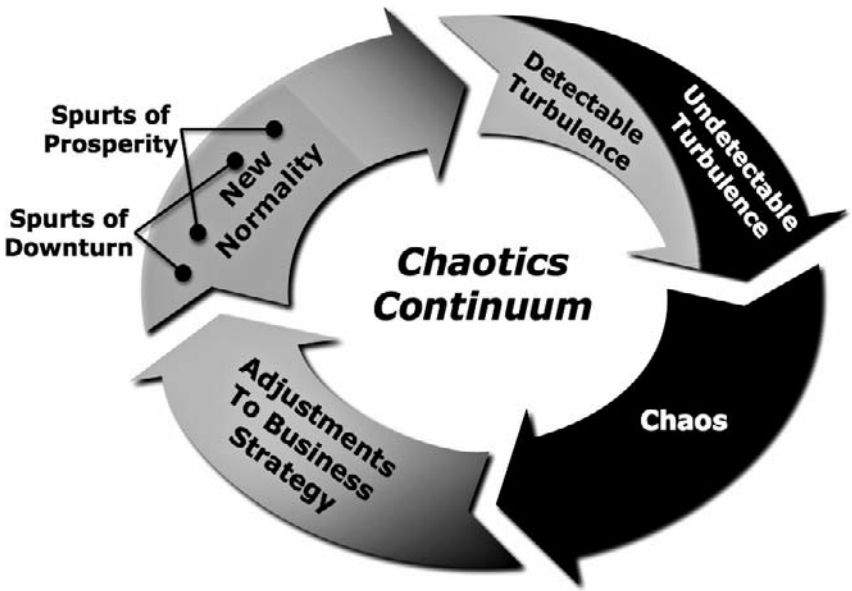 Detectable
Turbulence
Undetectable
Turbulence
Spurts of
Prosperity
New
Normality
Spurts of
Downturn
Chaotics
Continuum
Adjustments
To Business
Strategy
Chaos